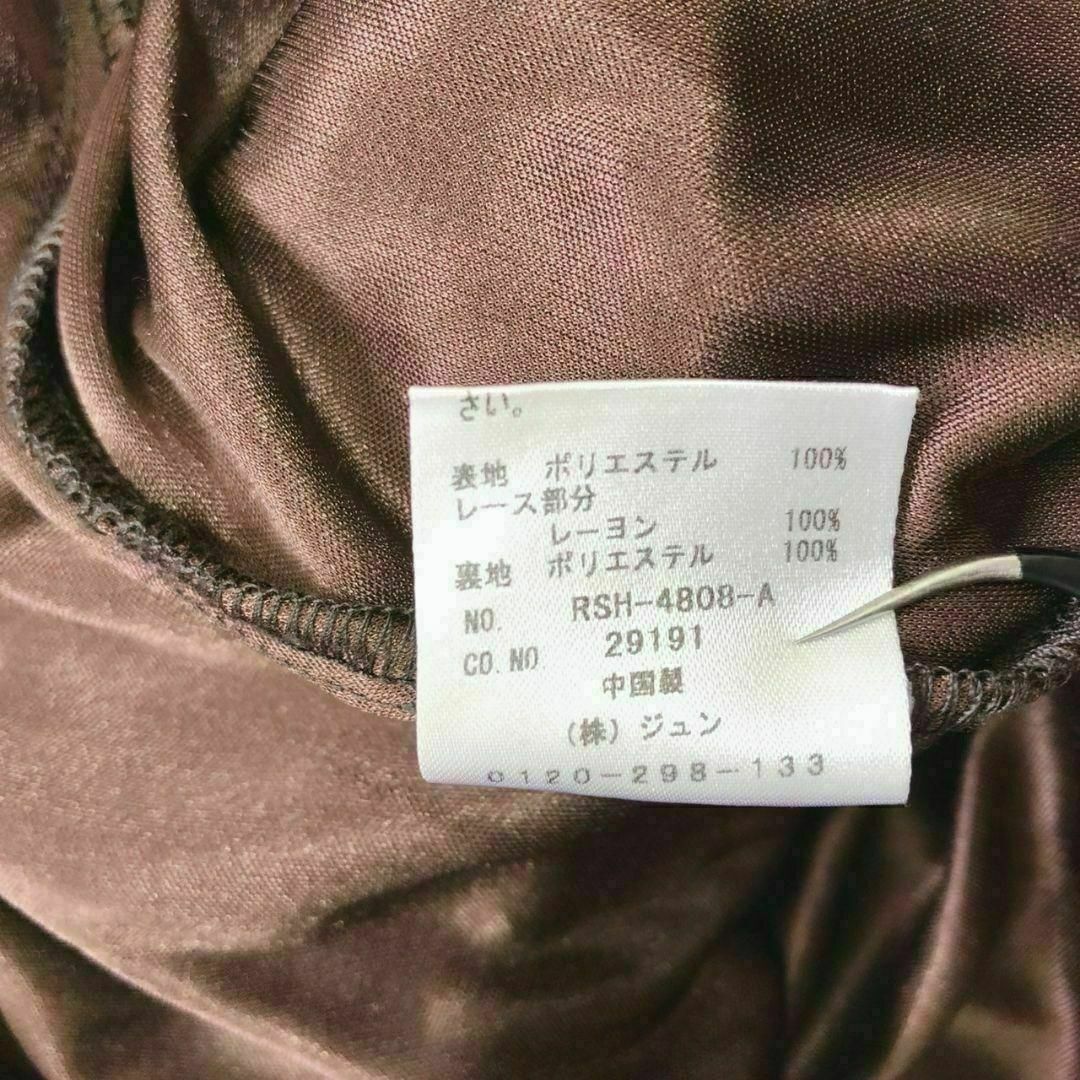 さい。
表地 ポリエステル 100%
レース部分
レーヨン 100%
裏地 ポリエステル 100%
NO. RSH-4808-A
CO.NO 29191
中国製
(株)ジュン
0120-298-133